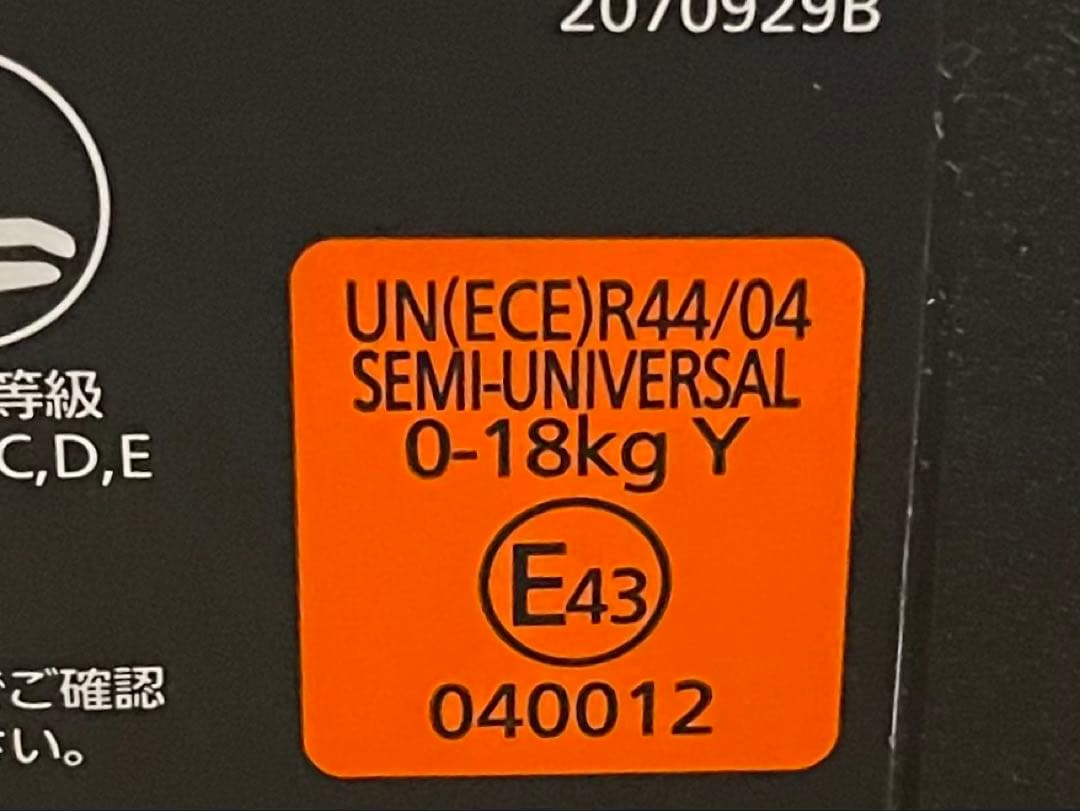 2070929B
等級
C,D,E
UN(ECE)R44/04
SEMI-UNIVERSAL
0-18kg Y
E43
040012
ご確認
さい。